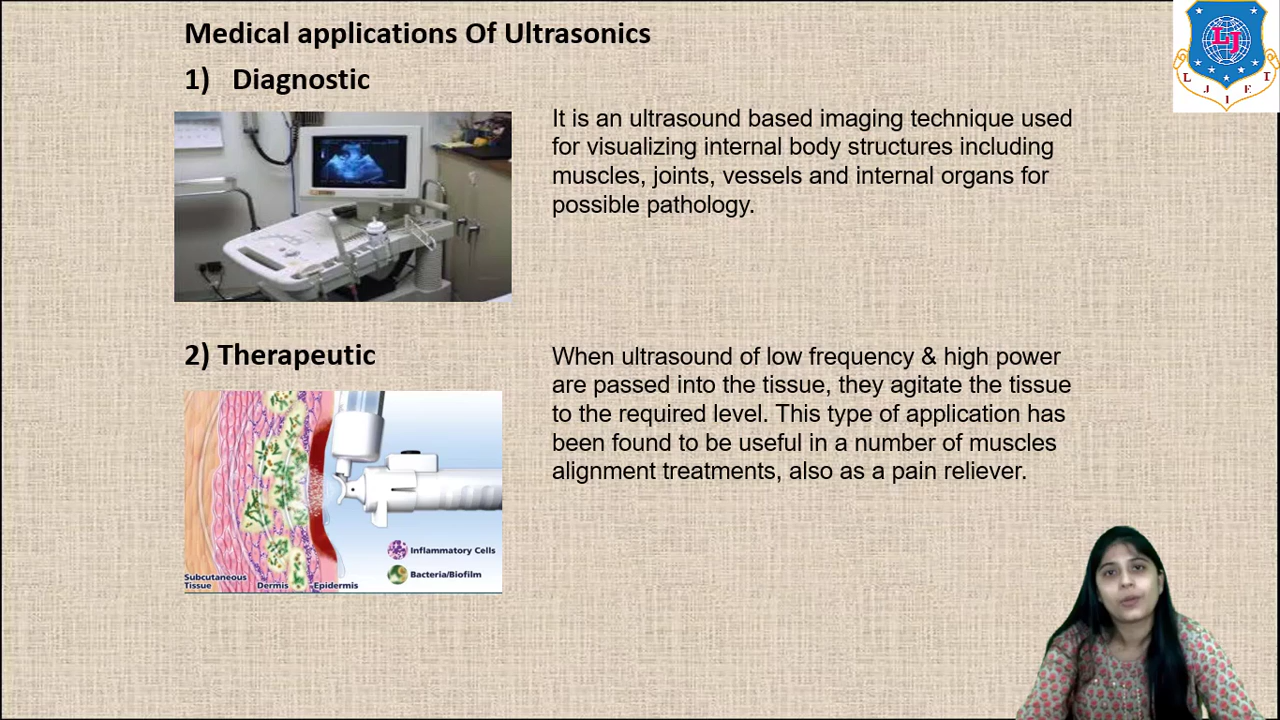 Medical applications Of Ultrasonics
1) Diagnostic
It is an ultrasound based imaging technique used
for visualizing internal body structures including
muscles, joints, vessels and internal organs for
possible pathology.
2) Therapeutic
When ultrasound of low frequency & high power
are passed into the tissue, they agitate the tissue
to the required level. This type of application has
been found to be useful in a number of muscles
alignment treatments, also as a pain reliever.
Inflammatory Cells
Bacteria/Biofilm
Subcutaneous
Tissue
Dermis
Epidermis
LJ
L J I E T